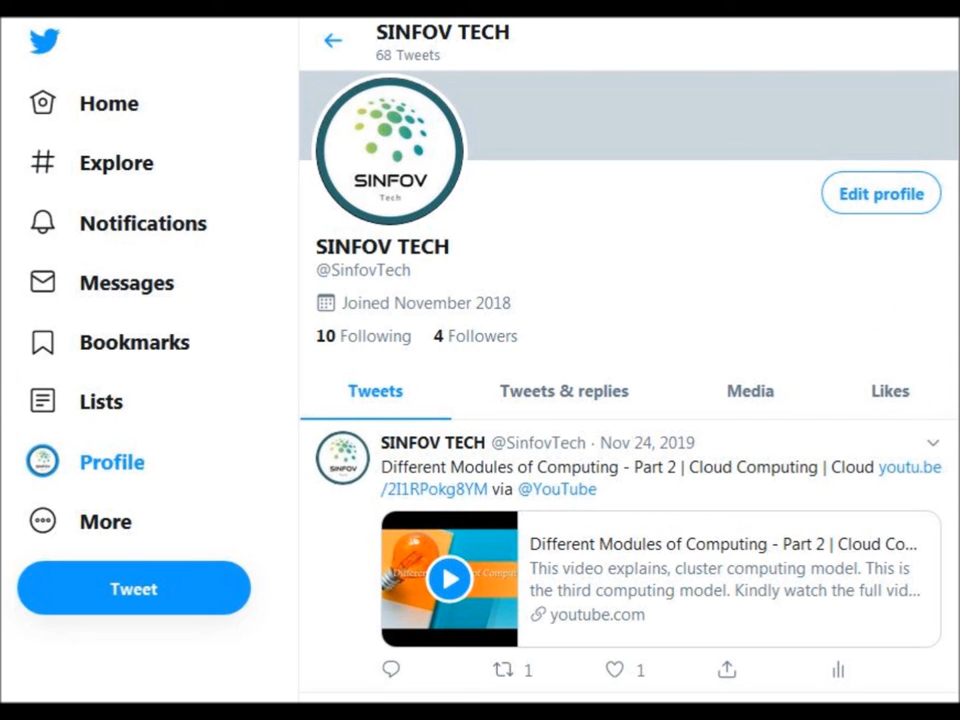 SINFOV TECH
68 Tweets
Home
Explore
Notifications
Messages
Bookmarks
Lists
Profile
More
Tweet
SINFOV
Tech
Edit profile
SINFOV TECH
@SinfovTech
Joined November 2018
10 Following 4 Followers
Tweets Tweets & replies Media Likes
SINFOV
SINFOV TECH @SinfovTech · Nov 24, 2019
Different Modules of Computing - Part 2 | Cloud Computing | Cloud youtu.be
/2I1RPokg8YM via @YouTube
Different Modules of Computing - Part 2 | Cloud Co...
This video explains, cluster computing model. This is
the third computing model. Kindly watch the full vid...
youtube.com
1 1